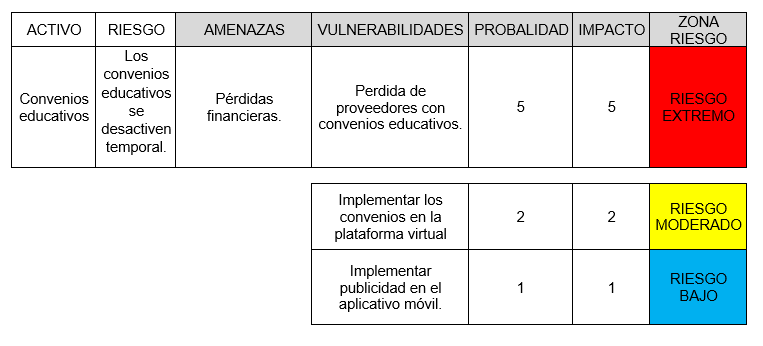 ACTIVO RIESGO AMENAZAS VULNERABILIDADES PROBALIDAD IMPACTO ZONA
RIESGO
Convenios
educativos
Los
convenios
educativos
se
desactiven
temporal.
Pérdidas
financieras.
Perdida de
proveedores con
convenios educativos.
5
5
RIESGO
EXTREMO
Implementar los
convenios en la
plataforma virtual
2
2
RIESGO
MODERADO
Implementar
publicidad en el
aplicativo móvil.
1
1
RIESGO
BAJO